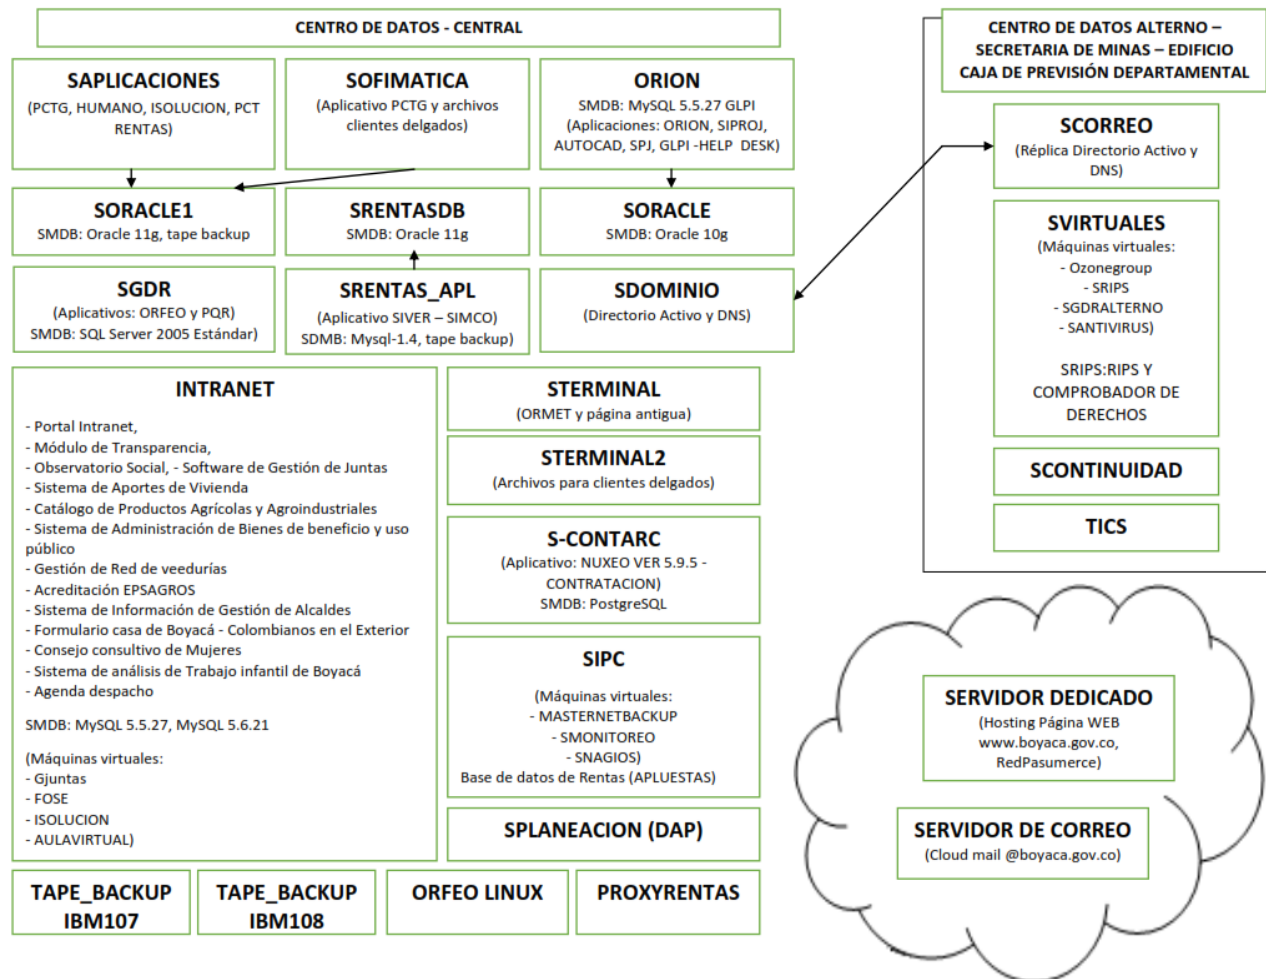 CENTRO DE DATOS - CENTRAL
SAPLICACIONES
(PCTG, HUMANO, ISOLUCION, PCT
RENTAS)
SOFIMATICA
(Aplicativo PCTG y archivos
clientes delgados)
ORION
SMDB: MySQL 5.5.27 GLPI
(Aplicaciones: ORION, SIPROJ,
AUTOCAD, SPJ, GLPI -HELP  DESK)
SORACLE1
SMDB: Oracle 11g, tape backup
SRENTASDB
SMDB: Oracle 11g
SORACLE
SMDB: Oracle 10g
SGDR
(Aplicativos: ORFEO y PQR)
SMDB: SQL Server 2005 Estándar)
SRENTAS_APL
(Aplicativo SIVER – SIMCO)
SDMB: Mysql-1.4, tape backup)
SDOMINIO
(Directorio Activo y DNS)
INTRANET
- Portal Intranet,
- Módulo de Transparencia,
- Observatorio Social, - Software de Gestión de Juntas
- Sistema de Aportes de Vivienda
- Catálogo de Productos Agrícolas y Agroindustriales
- Sistema de Administración de Bienes de beneficio y uso
público
- Gestión de Red de veedurías
- Acreditación EPSAGROS
- Sistema de Información de Gestión de Alcaldes
- Formulario casa de Boyacá - Colombianos en el Exterior
- Consejo consultivo de Mujeres
- Sistema de análisis de Trabajo infantil de Boyacá
- Agenda despacho
SMDB: MySQL 5.5.27, MySQL 5.6.21
(Máquinas virtuales:
- Gjuntas
- FOSE
- ISOLUCION
- AULAVIRTUAL)
STERMINAL
(ORMET y página antigua)
STERMINAL2
(Archivos para clientes delgados)
S-CONTARC
(Aplicativo: NUXEO VER 5.9.5 -
CONTRATACION)
SMDB: PostgreSQL
SIPC
(Máquinas virtuales:
- MASTERNETBACKUP
- SMONITOREO
- SNAGIOS)
Base de datos de Rentas (APLUESTAS)
SPLANEACION (DAP)
TAPE_BACKUP
IBM107
TAPE_BACKUP
IBM108
ORFEO LINUX
PROXYRENTAS
CENTRO DE DATOS ALTERNO –
SECRETARIA DE MINAS – EDIFICIO
CAJA DE PREVISIÓN DEPARTAMENTAL
SCORREO
(Réplica Directorio Activo y
DNS)
SVIRTUALES
(Máquinas virtuales:
- Ozonegroup
- SRIPS
- SGDRALTERNO
- SANTIVIRUS)
SRIPS:RIPS Y
COMPROBADOR DE
DERECHOS
SCONTINUIDAD
TICS
SERVIDOR DEDICADO
(Hosting Página WEB
www.boyaca.gov.co,
RedPasumerce)
SERVIDOR DE CORREO
(Cloud mail @boyaca.gov.co)